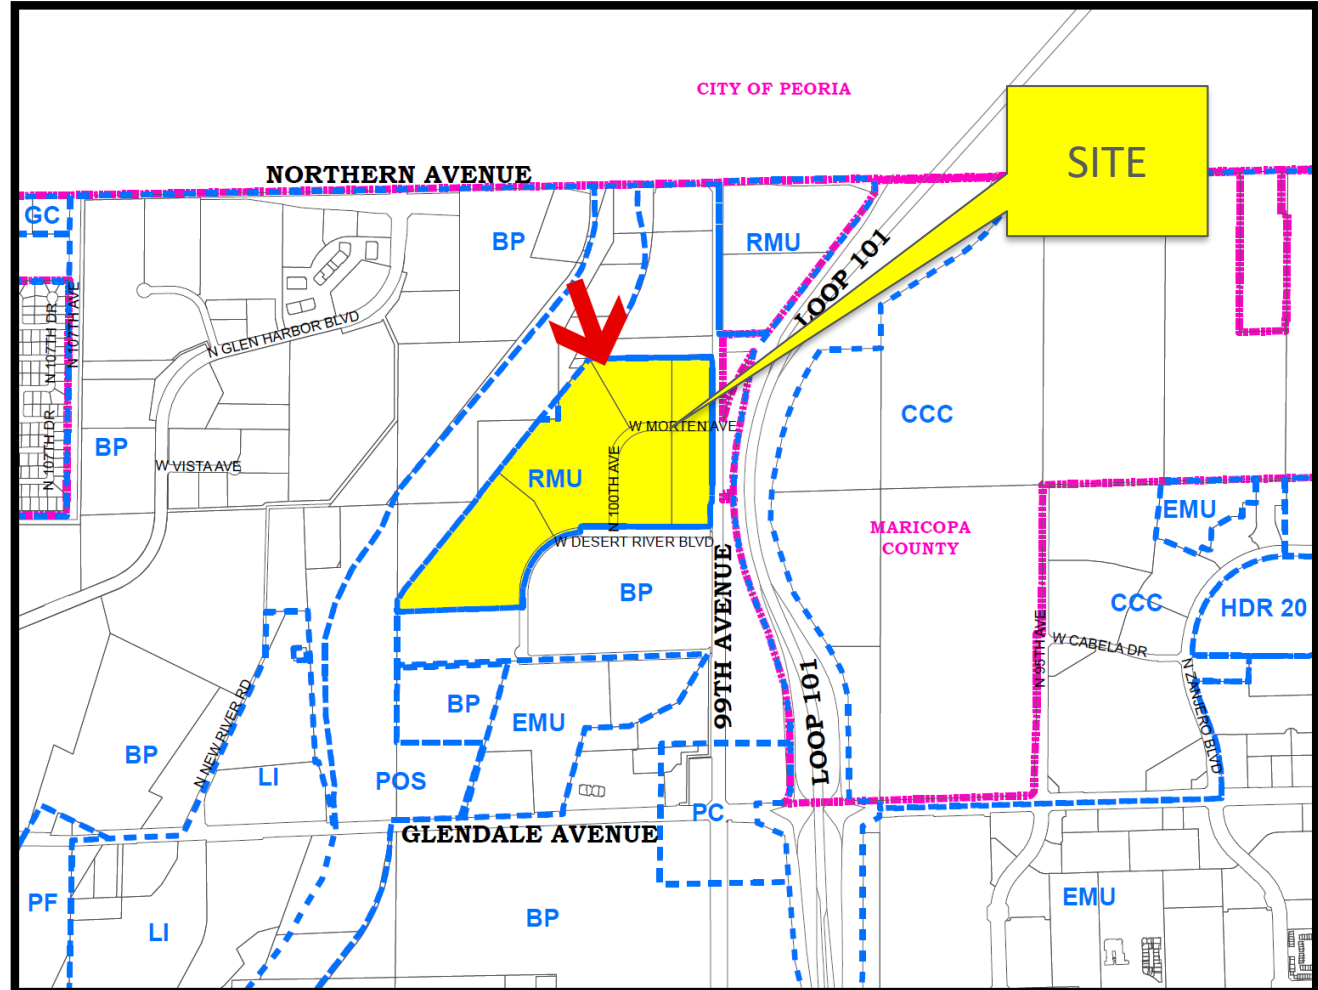 CITY OF PEORIA
SITE
NORTHERN AVENUE
GC
BP
RMU
LOOP 101
N 107TH DR
N 107TH AVE
N GLEN HARBOR BLVD
CCC
W MORTEN AVE
N 107TH DR
BP
W VISTA AVE
RMU
N 100TH AVE
EMU
MARICOPA
COUNTY
W DESERT RIVER BLVD
99TH AVENUE
BP
CCC
HDR 20
N 95TH AVE
W CABELA DR
N NEW RIVER RD
BP
EMU
LOOP 101
N ZANJERO BLVD
BP
LI
POS
PC
GLENDALE AVENUE
PF
LI
BP
EMU